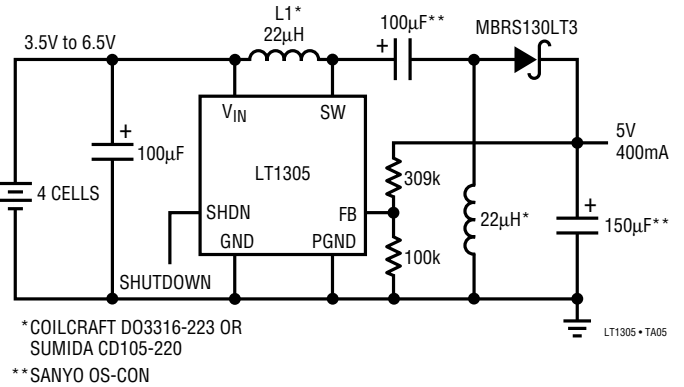 L1*
22µH
100µF**
MBRS130LT3
3.5V to 6.5V
+
VIN
SW
+
100µF
LT1305
4 CELLS
SHDN
FB
GND
PGND
SHUTDOWN
309k
100k
22µH*
5V
400mA
+
150µF**
LT1305 • TA05
*COILCRAFT DO3316-223 OR
SUMIDA CD105-220
**SANYO OS-CON